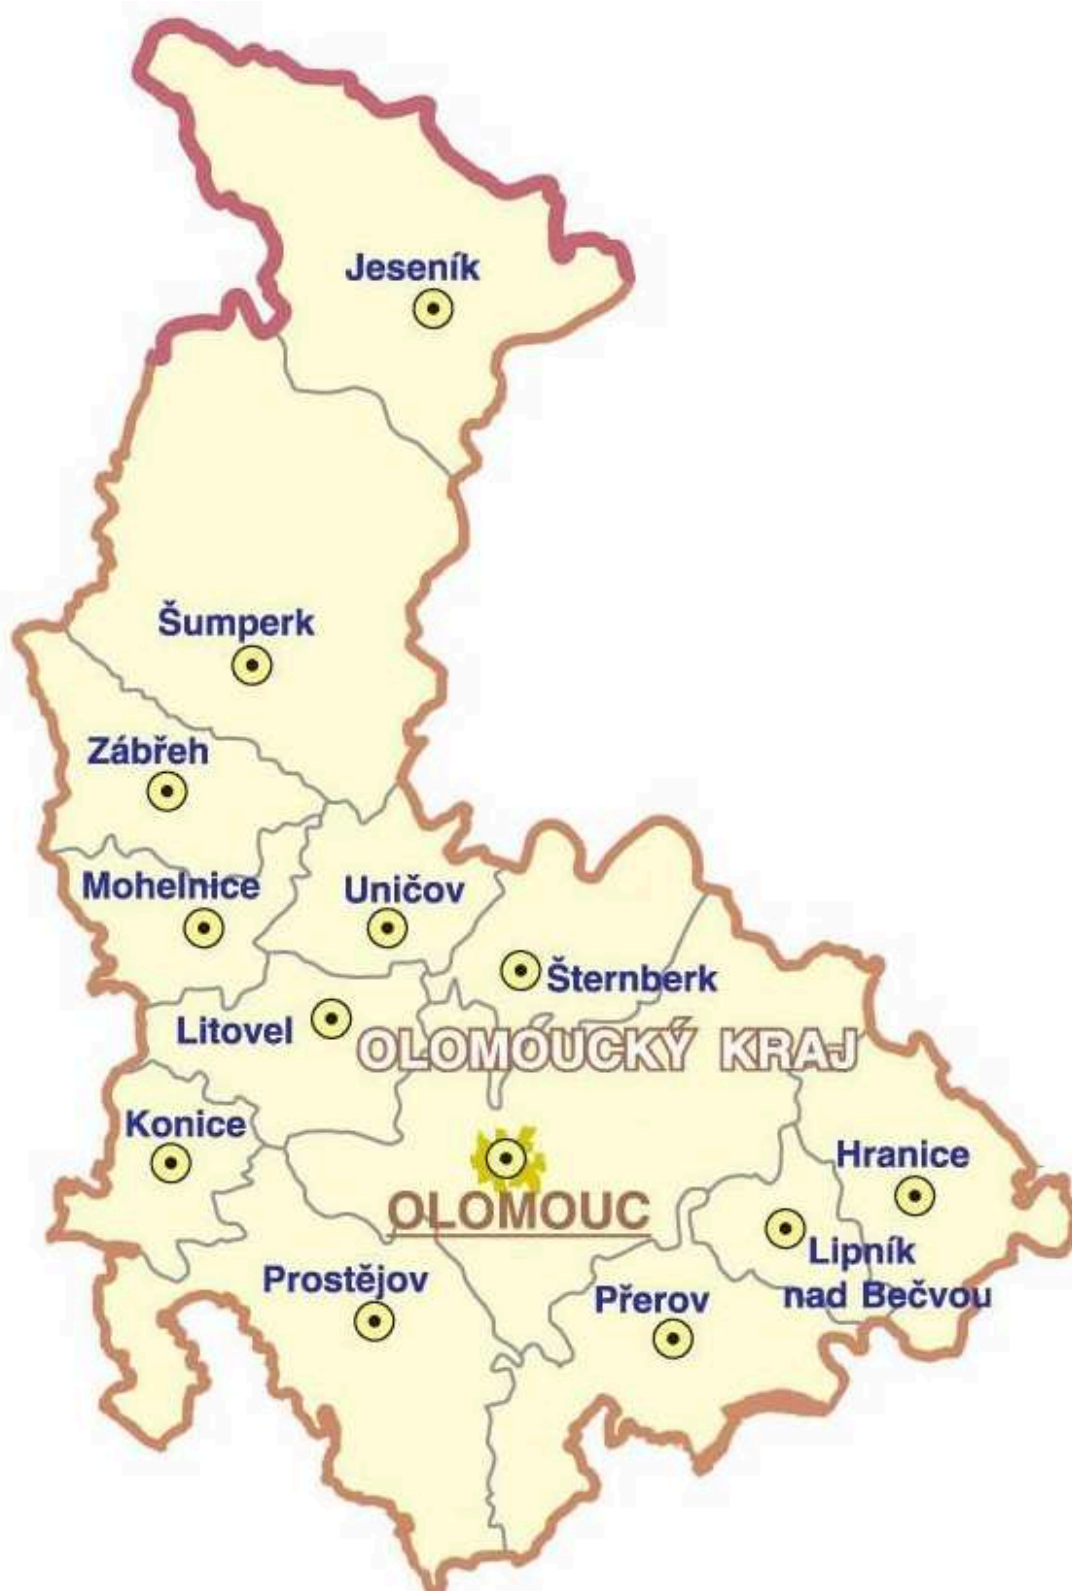 Jeseník
Šumperk
Zábřeh
Mohelnice
Uničov
Šternberk
Litovel
OLOMOUCKÝ KRAJ
Konice
Hranice
OLOMOUC
Lipník
nad Bečvou
Prostějov
Přerov